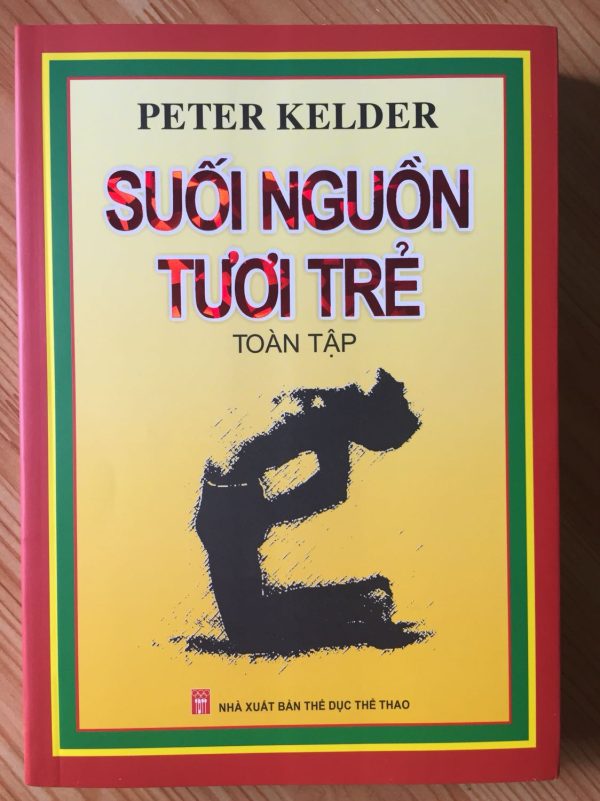 PETER KELDER
SUỐI NGUỒN
TƯƠI TRẺ
TOÀN TẬP
NHÀ XUẤT BẢN THỂ DỤC THỂ THAO